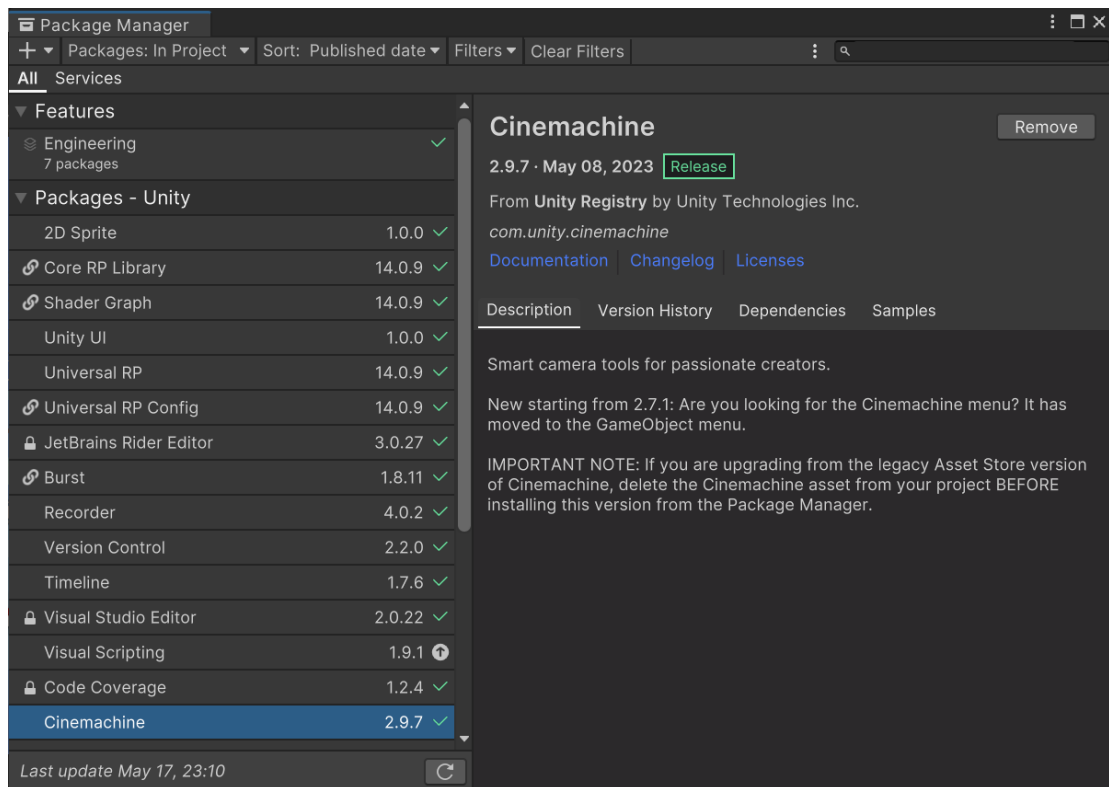 Package Manager
Packages: In Project Sort: Published date Filters Clear Filters
All Services
Features
Engineering
7 packages
Packages - Unity
2D Sprite 1.0.0
Core RP Library 14.0.9
Shader Graph 14.0.9
Unity UI 1.0.0
Universal RP 14.0.9
Universal RP Config 14.0.9
JetBrains Rider Editor 3.0.27
Burst 1.8.11
Recorder 4.0.2
Version Control 2.2.0
Timeline 1.7.6
Visual Studio Editor 2.0.22
Visual Scripting 1.9.1
Code Coverage 1.2.4
Cinemachine 2.9.7
Last update May 17, 23:10
Cinemachine Remove
2.9.7 · May 08, 2023 Release
From Unity Registry by Unity Technologies Inc.
com.unity.cinemachine
Documentation Changelog Licenses
Description Version History Dependencies Samples
Smart camera tools for passionate creators.
New starting from 2.7.1: Are you looking for the Cinemachine menu? It has
moved to the GameObject menu.
IMPORTANT NOTE: If you are upgrading from the legacy Asset Store version
of Cinemachine, delete the Cinemachine asset from your project BEFORE
installing this version from the Package Manager.